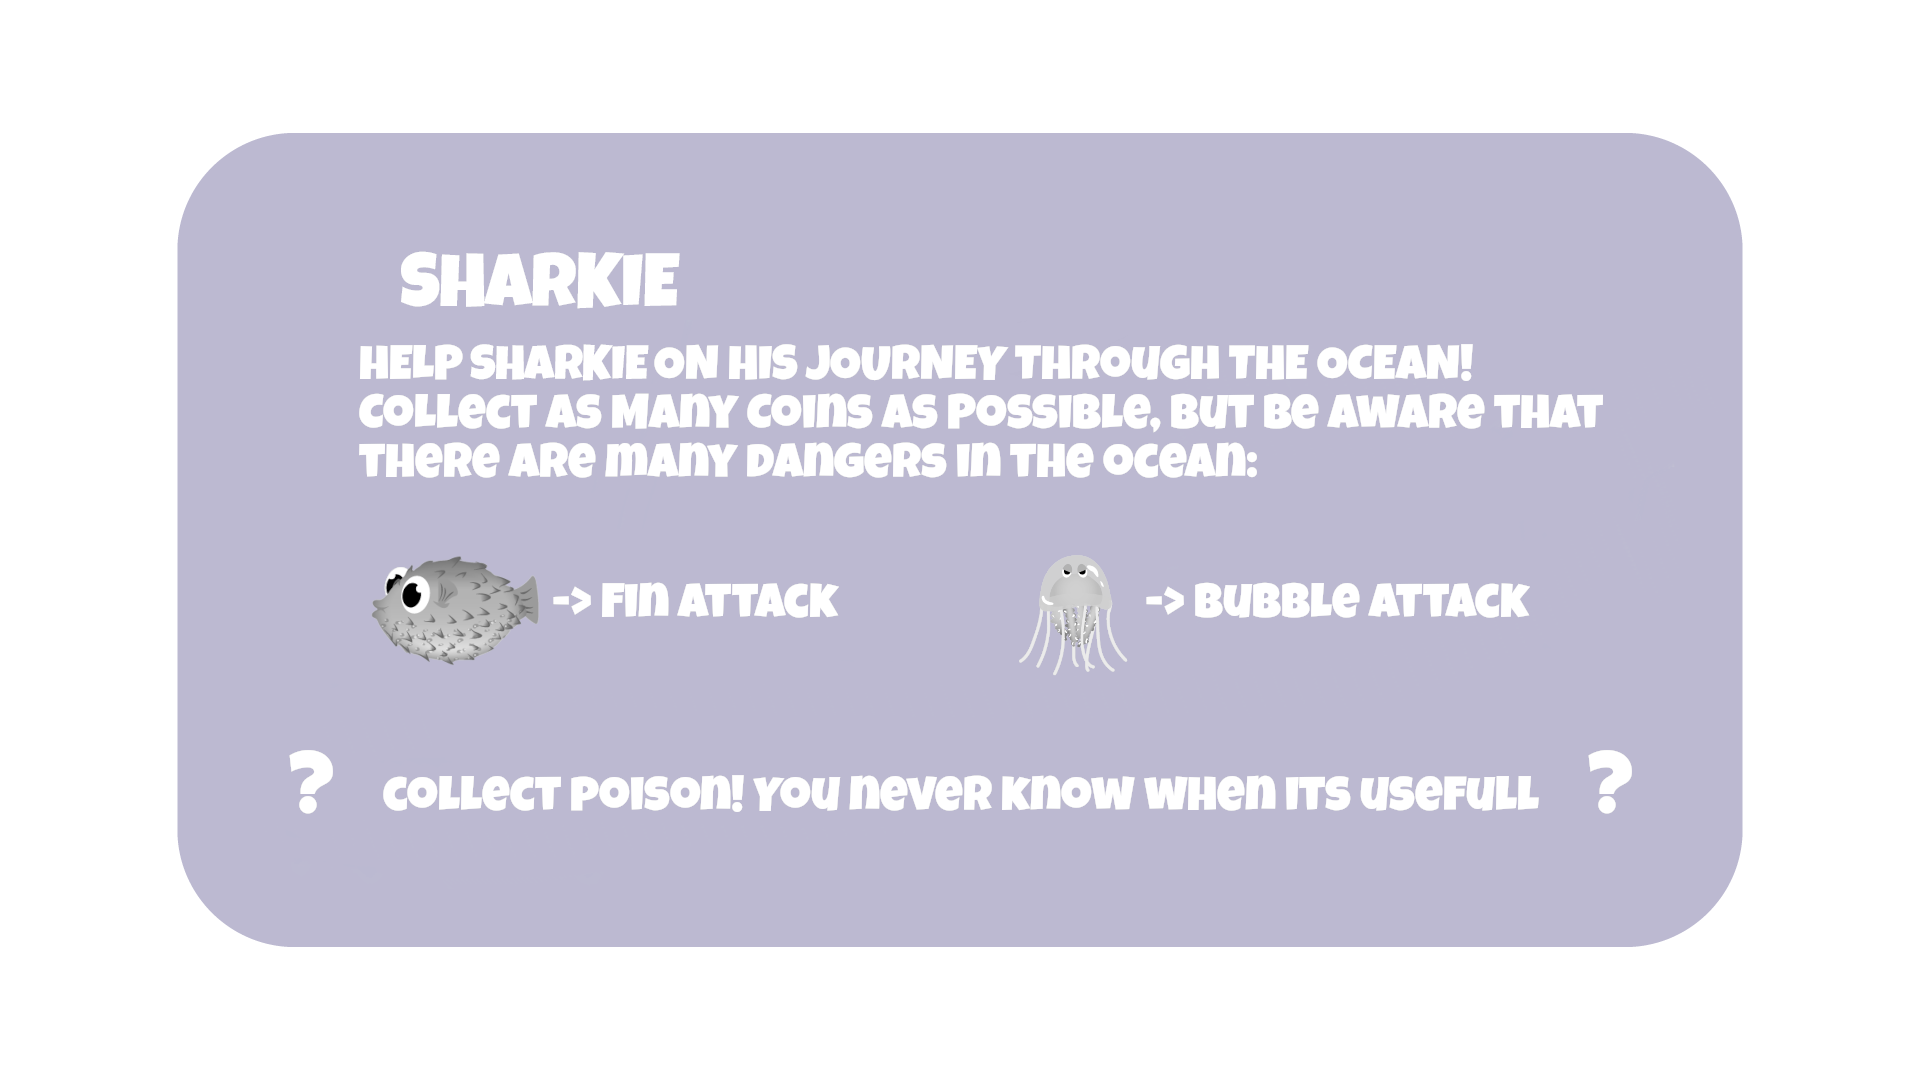 SHARKIE
HELP SHARKIE ON HIS JOURNEY THROUGH THE OCEAN!
COLLECT AS MANY COINS AS POSSIBLE, BUT BE AWARE THAT
THERE ARE MANY DANGERS IN THE OCEAN:
-> FIN ATTACK
-> BUBBLE ATTACK
? COLLECT POISON! YOU NEVER KNOW WHEN ITS USEFULL ?